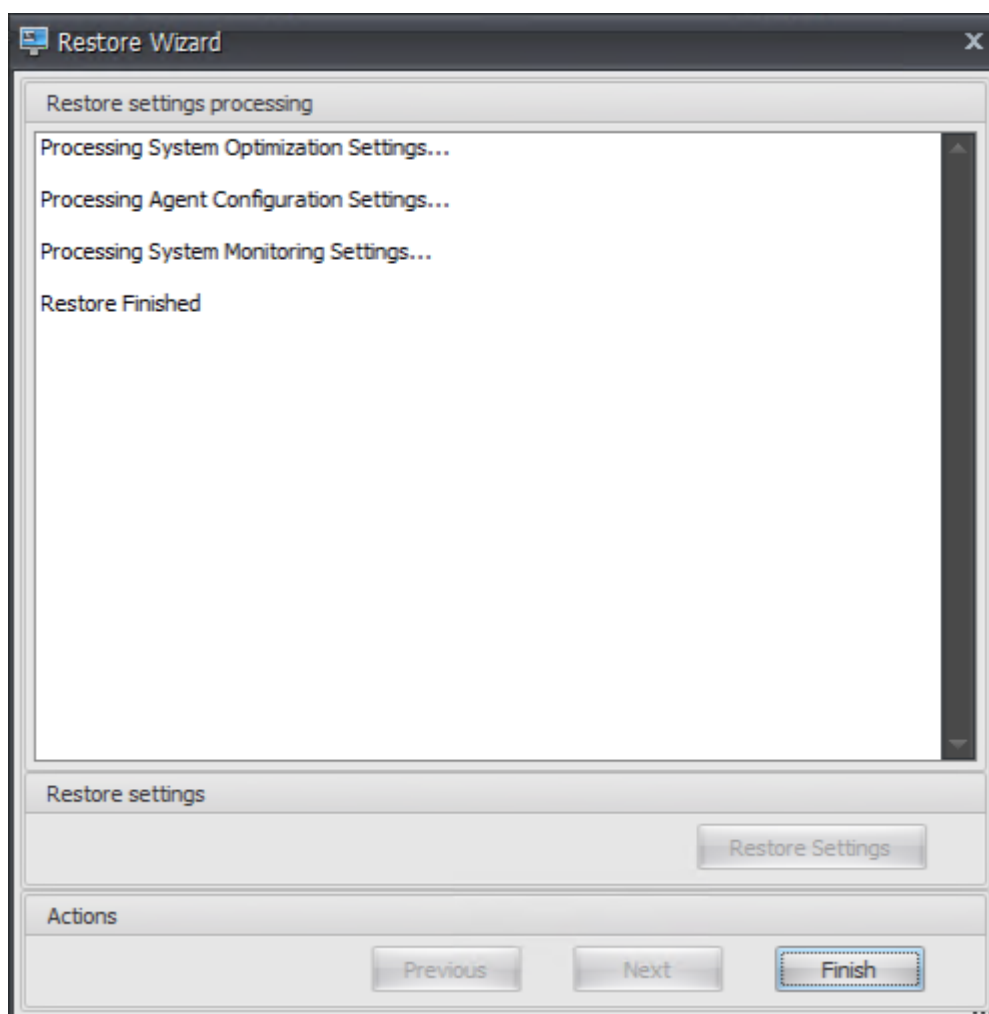 Restore Wizard
Restore settings processing
Processing System Optimization Settings...
Processing Agent Configuration Settings...
Processing System Monitoring Settings...
Restore Finished
Restore settings
Restore Settings
Actions
Previous Next Finish